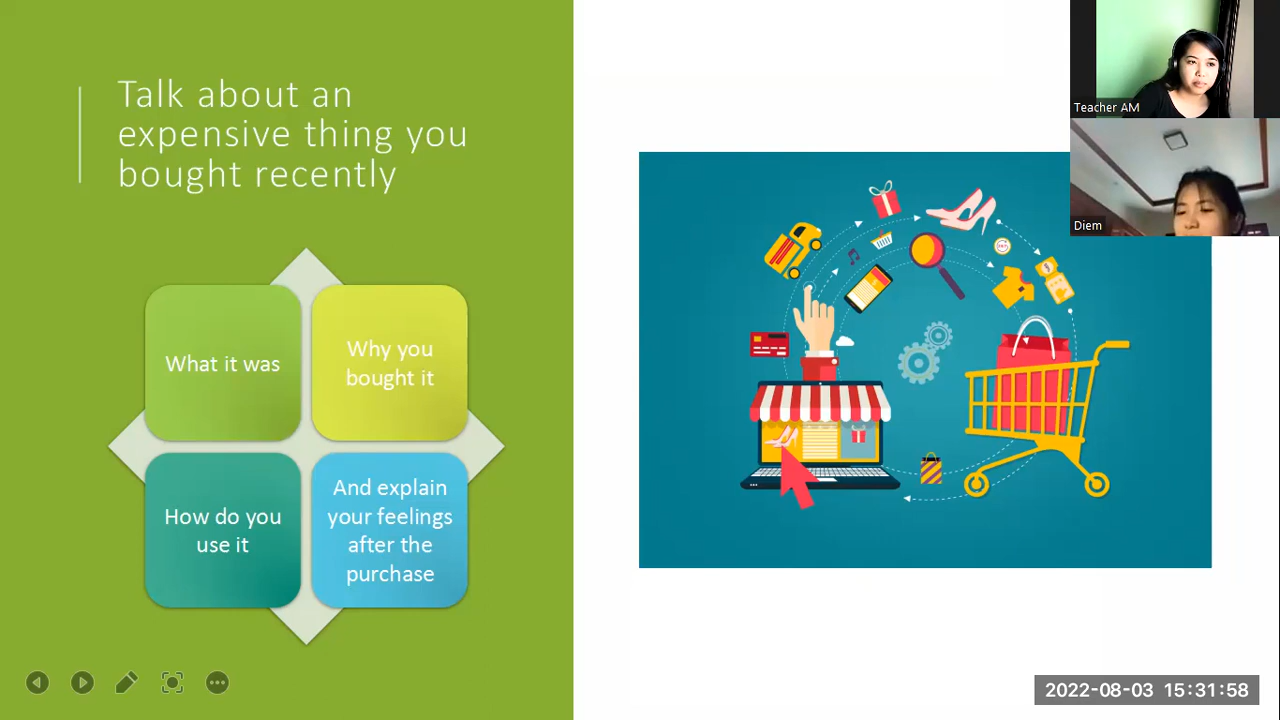 Talk about an
expensive thing you
bought recently
What it was
Why you
bought it
How do you
use it
And explain
your feelings
after the
purchase
Teacher AM
Diem
2022-08-03 15:31:58